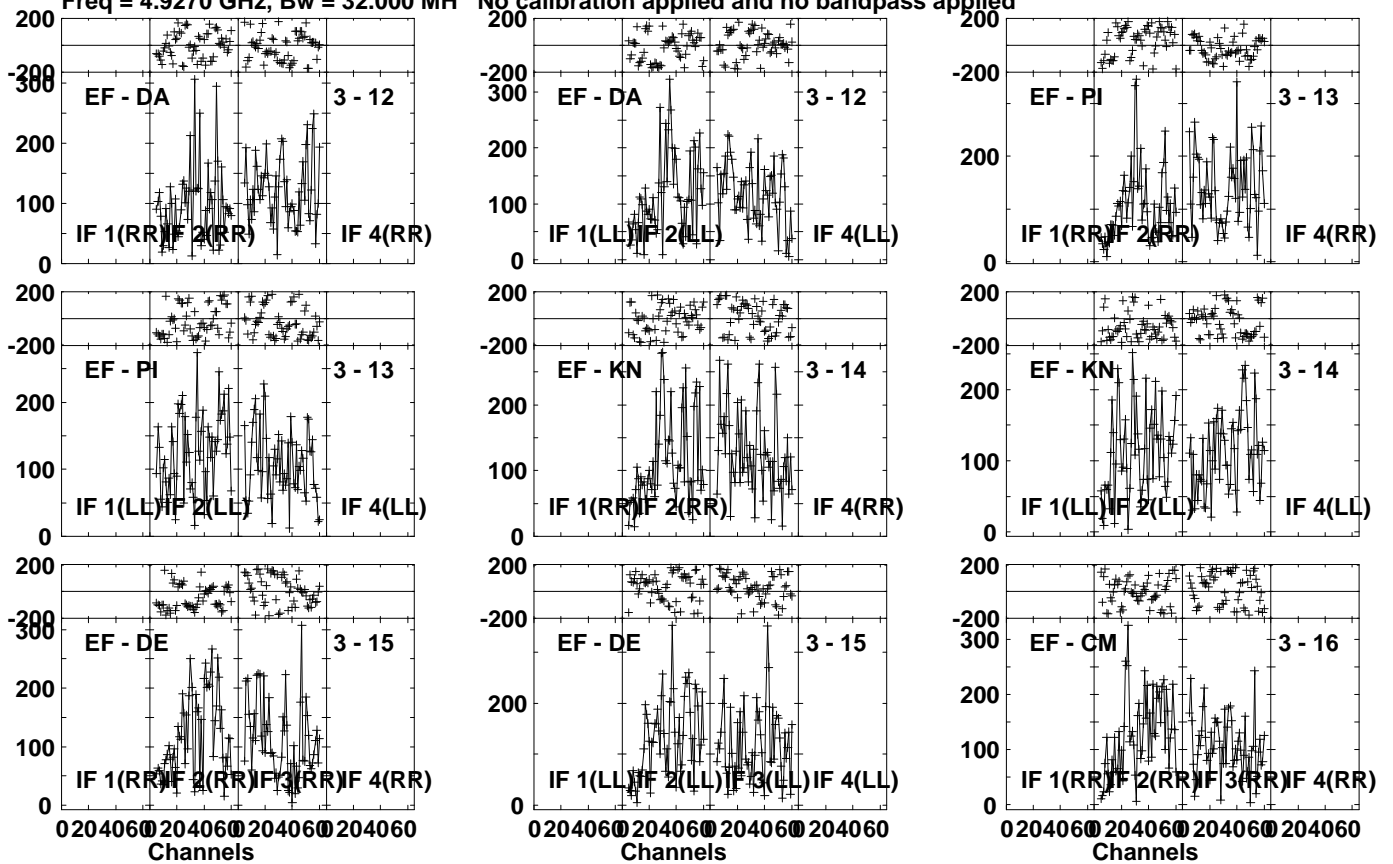 Freq = 4.9270 GHz, Bw = 32.000 MH No calibration applied and no bandpass applied
200 200 200
-200 -200 -200
300 EF - DA 3 - 12 300 EF - DA 3 - 12 EF - PI 3 - 13
200 200 200
100 100
IF 1(RR) IF 2(RR) IF 4(RR) IF 1(LL) IF 2(LL) IF 4(LL) IF 1(RR) IF 2(RR) IF 4(RR)
0 0 0
200 200 200
-200 -200 -200
EF - PI 3 - 13 EF - KN 3 - 14 EF - KN 3 - 14
200 200 200
100 100 100
IF 1(LL) IF 2(LL) IF 4(LL) IF 1(RR) IF 2(RR) IF 4(RR) IF 1(LL) IF 2(LL) IF 4(LL)
0 0 0
200 200 200
-200 -200 -200
300 EF - DE 3 - 15 EF - DE 3 - 15 300 EF - CM 3 - 16
200 200 200
100 100
IF 1(RR) IF 2(RR) IF 3(RR) IF 4(RR) IF 1(LL) IF 2(LL) IF 3(LL) IF 4(LL) IF 1(RR) IF 2(RR) IF 3(RR) IF 4(RR)
0 0 0
0 20 40 60 0 20 40 60 0 20 40 60 0 20 40 60 0 20 40 60 0 20 40 60 0 20 40 60 0 20 40 60 0 20 40 60 0 20 40 60 0 20 40 60 0 20 40 60
Channels Channels Channels